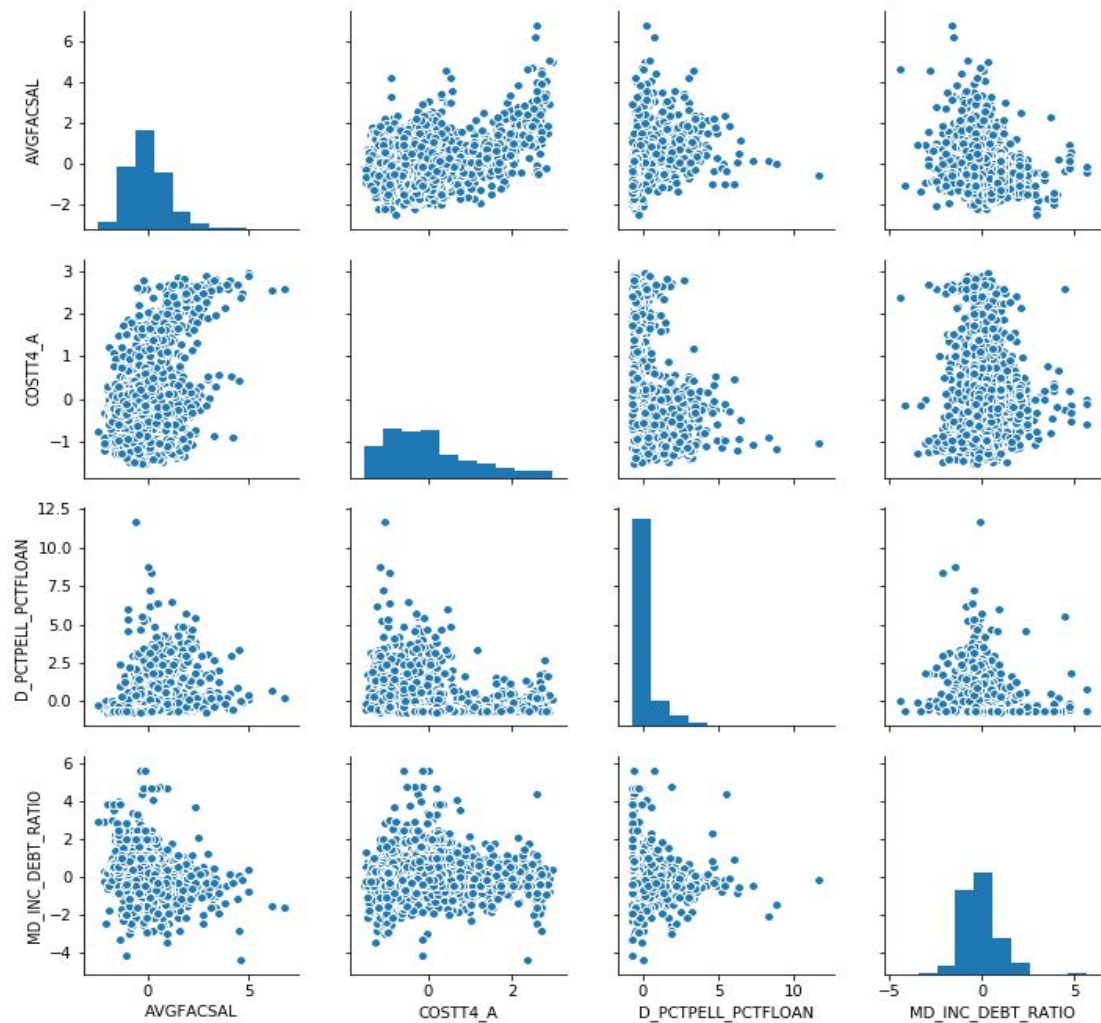 AVGFACSAL
6
4
2
0
−2
COSTT4_A
3
2
1
0
−1
D_PCTPELL_PCTFLOAN
12.5
10.0
7.5
5.0
2.5
0.0
MD_INC_DEBT_RATIO
6
4
2
0
−2
−4
0 5
0 2
0 5 10
−5 0 5
AVGFACSAL
COSTT4_A
D_PCTPELL_PCTFLOAN
MD_INC_DEBT_RATIO